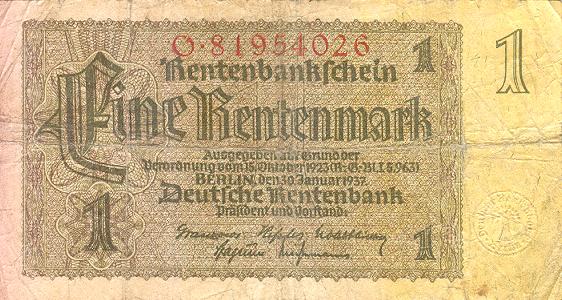 O·81954026
1
1
Rentenbankschein
Eine Rentenmark
Ausgegeben auf Grund der
Verordnung vom 15. Oktober 1923 (R.-G-Bl.I S.963)
BERLIN, den 30. Januar 1937.
Deutsche Rentenbank
Präsident und Vorstand:
1
1